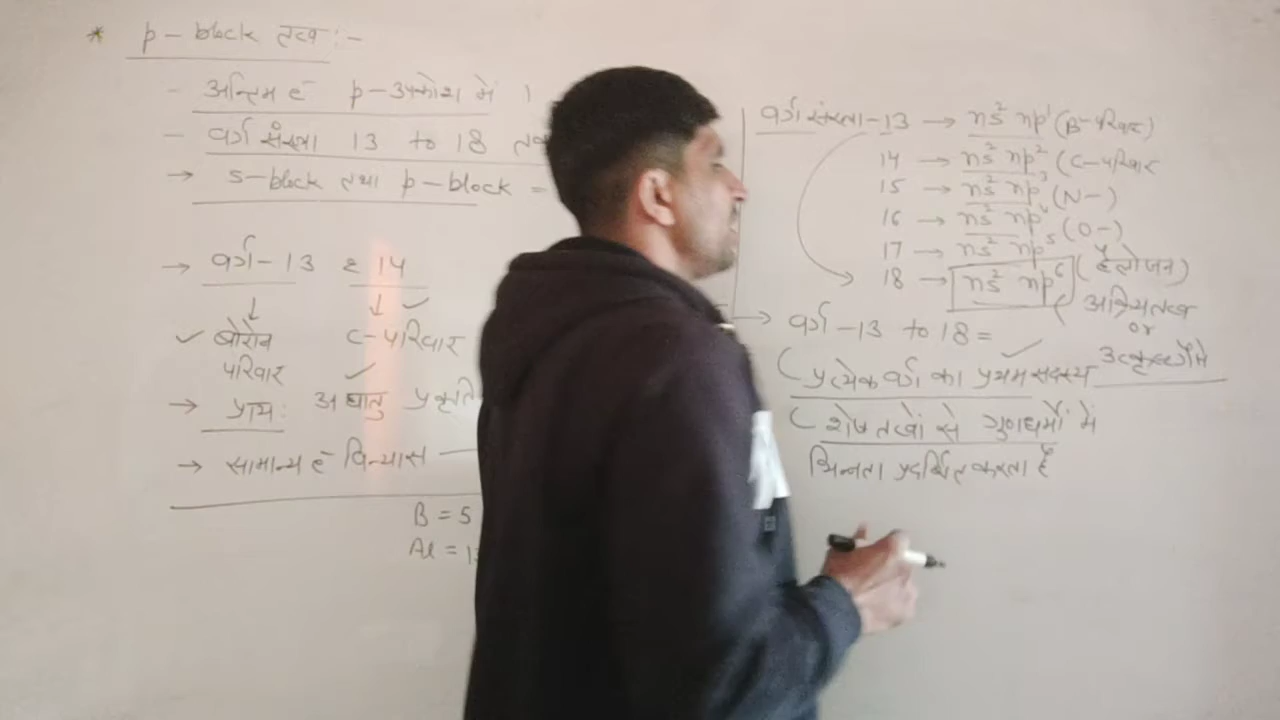 * p-block तत्व :-
- अन्तिम e⁻ p-उपकोश में ।
- वर्ग संख्या 13 to 18 तक
→ s-block तथा p-block =
→ वर्ग-13 व 14
↓ ↓ ✓
✓ बोरोन C-परिवार
परिवार ✓
→ प्राय: अधातु प्रकृति
→ सामान्य e⁻ विन्यास —
B = 5
Al = 1
वर्ग संख्या-13 → ns² np¹ (B-परिवार)
14 → ns² np² (C-परिवार
15 → ns² np³ (N-)
16 → ns² np⁴ (O-)
17 → ns² np⁵ (हैलोजन)
18 → ns² np⁶ (अक्रियतत्व
or
→ वर्ग-13 to 18 =
(प्रत्येक वर्ग का प्रथम सदस्य
(शेष तत्वों से गुणधर्मों में
भिन्नता प्रदर्शित करता है